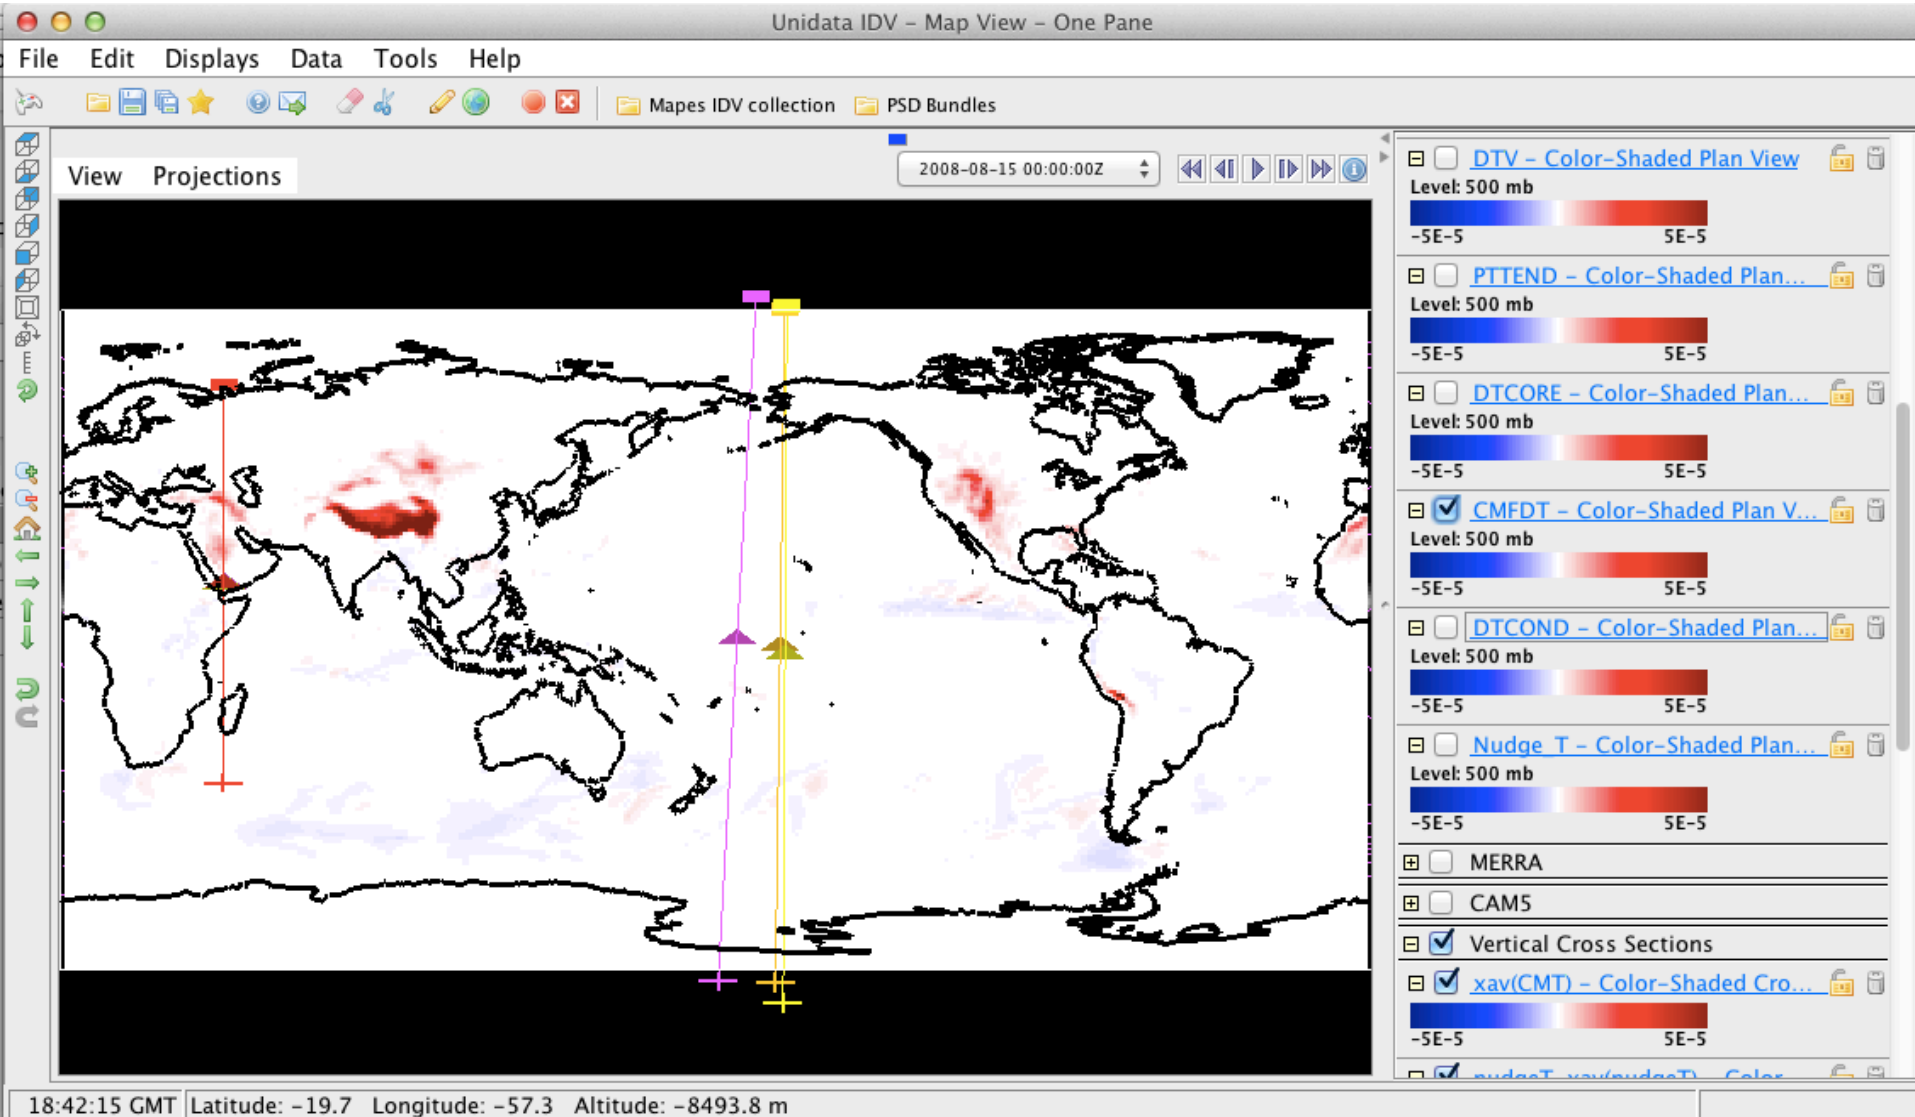 Unidata IDV – Map View – One Pane
File Edit Displays Data Tools Help
Mapes IDV collection PSD Bundles
View Projections
2008–08–15 00:00:00Z
DTV – Color–Shaded Plan View
Level: 500 mb
–5E–5 5E–5
PTTEND – Color–Shaded Plan...
Level: 500 mb
–5E–5 5E–5
DTCORE – Color–Shaded Plan...
Level: 500 mb
–5E–5 5E–5
CMFDT – Color–Shaded Plan V...
Level: 500 mb
–5E–5 5E–5
DTCOND – Color–Shaded Plan...
Level: 500 mb
–5E–5 5E–5
Nudge_T – Color–Shaded Plan...
Level: 500 mb
–5E–5 5E–5
MERRA
CAM5
Vertical Cross Sections
xav(CMT) – Color–Shaded Cro...
–5E–5 5E–5
nudgeT xav(nudgeT) – Color
18:42:15 GMT Latitude: –19.7 Longitude: –57.3 Altitude: –8493.8 m